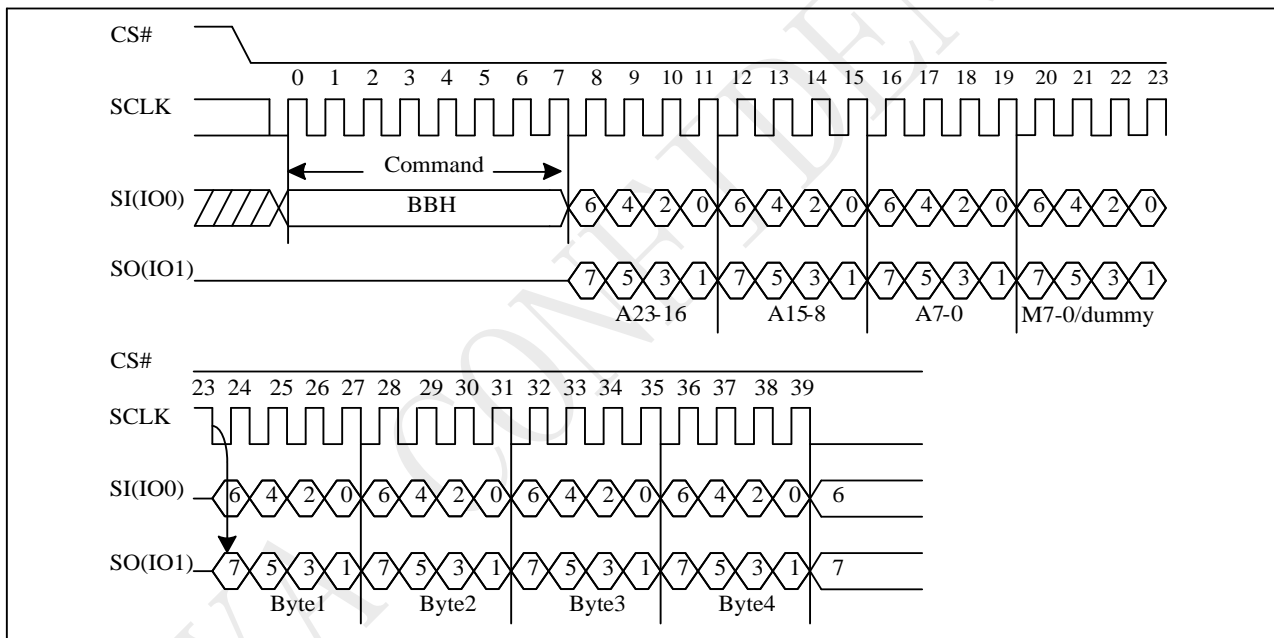 CS#
0 1 2 3 4 5 6 7 8 9 10 11 12 13 14 15 16 17 18 19 20 21 22 23
SCLK
Command
SI(IO0) BBH 6 4 2 0 6 4 2 0 6 4 2 0 6 4 2 0
SO(IO1) 7 5 3 1 7 5 3 1 7 5 3 1 7 5 3 1
A23-16 A15-8 A7-0 M7-0/dummy
CS#
23 24 25 26 27 28 29 30 31 32 33 34 35 36 37 38 39
SCLK
SI(IO0) 6 4 2 0 6 4 2 0 6 4 2 0 6 4 2 0 6
SO(IO1) 7 5 3 1 7 5 3 1 7 5 3 1 7 5 3 1 7
Byte1 Byte2 Byte3 Byte4